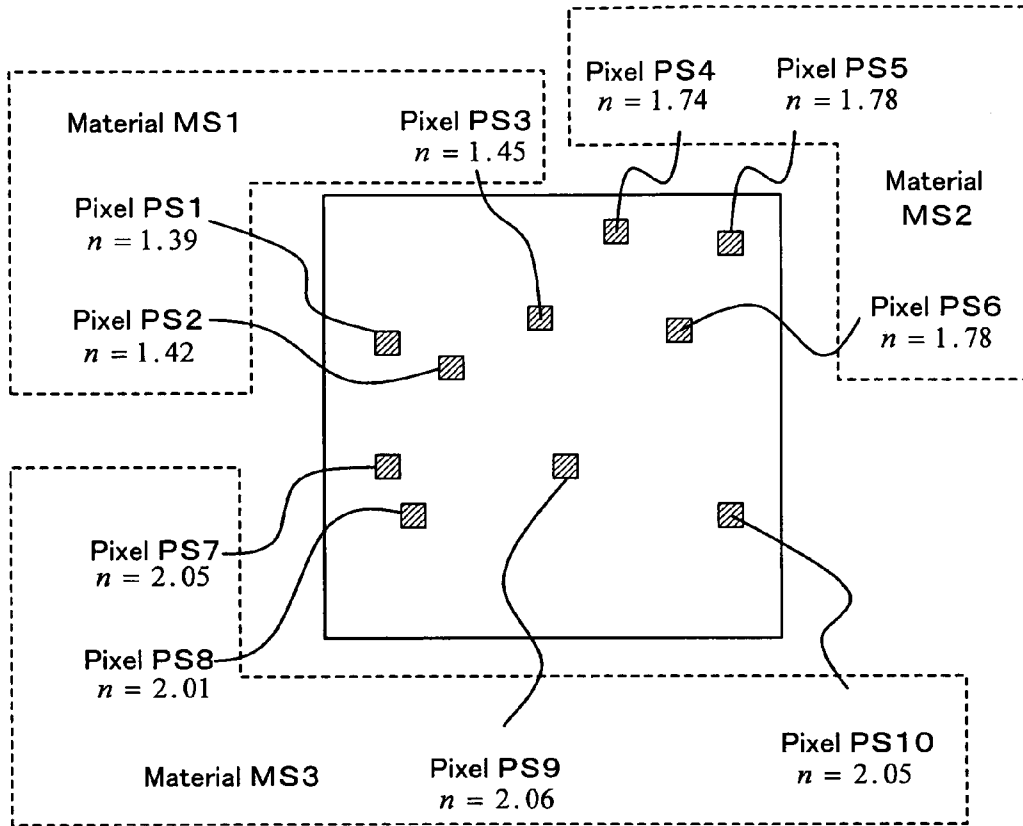 Material MS1
Pixel PS3
n = 1.45
Pixel PS1
n = 1.39
Pixel PS2
n = 1.42
Pixel PS4
n = 1.74
Pixel PS5
n = 1.78
Material
MS2
Pixel PS6
n = 1.78
Pixel PS7
n = 2.05
Pixel PS8
n = 2.01
Material MS3
Pixel PS9
n = 2.06
Pixel PS10
n = 2.05